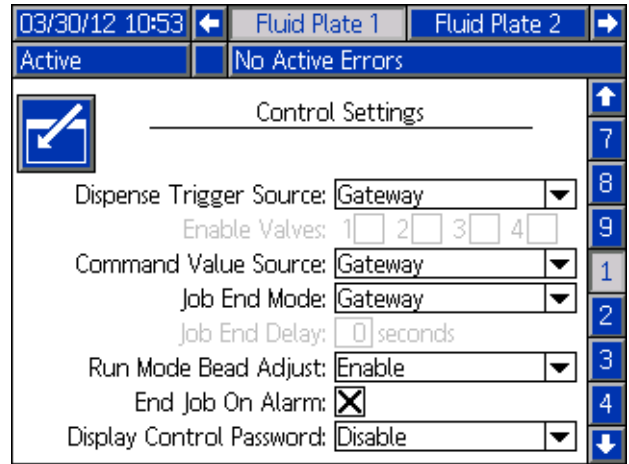 03/30/12 10:53 Fluid Plate 1 Fluid Plate 2
Active No Active Errors
Control Settings
7
Dispense Trigger Source: Gateway 8
Enable Valves: 1 2 3 4 9
Command Value Source: Gateway 1
Job End Mode: Gateway 2
Job End Delay: 0 seconds
Run Mode Bead Adjust: Enable 3
End Job On Alarm: 4
Display Control Password: Disable